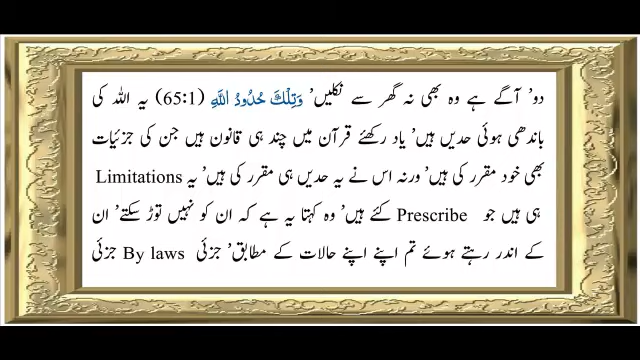 دو’ آگے ہے وہ بھی نہ گھر سے نکلیں’ وَتِلْكَ حُدُودُ اللَّهِ (65:1) یہ اللہ کی
باندھی ہوئی حدیں ہیں’ یاد رکھئے قرآن میں چند ہی قانون ہیں جن کی جزئیات
بھی خود مقرر کی ہیں’ ورنہ اس نے یہ حدیں ہی مقرر کی ہیں’ یہ Limitations
ہی ہیں جو Prescribe کئے ہیں’ وہ کہتا یہ ہے کہ ان کو نہیں توڑ سکتے’ ان
کے اندر رہتے ہوئے تم اپنے اپنے حالات کے مطابق’ جزئی By laws جزئی